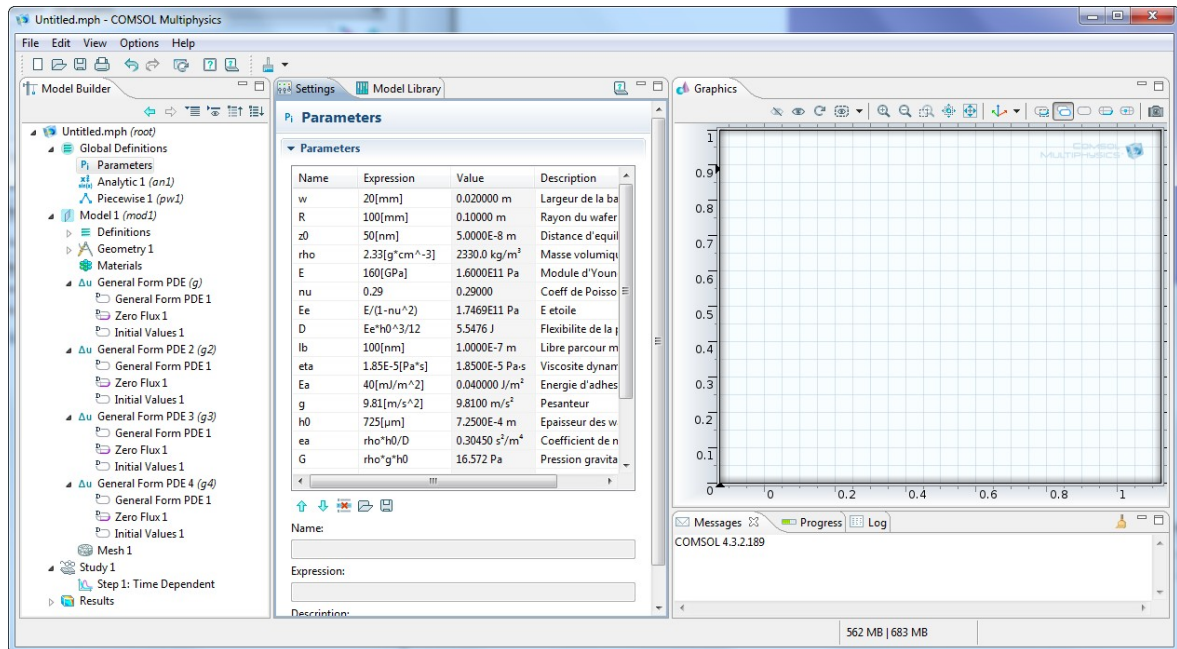 Untitled.mph - COMSOL Multiphysics
File Edit View Options Help
Model Builder
Untitled.mph (root)
Global Definitions
Pi Parameters
Analytic 1 (an1)
Piecewise 1 (pw1)
Model 1 (mod1)
Definitions
Geometry 1
Materials
Δu General Form PDE (g)
General Form PDE 1
Zero Flux 1
Initial Values 1
Δu General Form PDE 2 (g2)
General Form PDE 1
Zero Flux 1
Initial Values 1
Δu General Form PDE 3 (g3)
General Form PDE 1
Zero Flux 1
Initial Values 1
Δu General Form PDE 4 (g4)
General Form PDE 1
Zero Flux 1
Initial Values 1
Mesh 1
Study 1
Step 1: Time Dependent
Results
Settings Model Library
Pi Parameters
Parameters
Name Expression Value Description
w 20[mm] 0.020000 m Largeur de la ba
R 100[mm] 0.10000 m Rayon du wafer
z0 50[nm] 5.0000E-8 m Distance d'equil
rho 2.33[g*cm^-3] 2330.0 kg/m³ Masse volumiqu
E 160[GPa] 1.6000E11 Pa Module d'Youn
nu 0.29 0.29000 Coeff de Poisso
Ee E/(1-nu^2) 1.7469E11 Pa E etoile
D Ee*h0^3/12 5.5476 J Flexibilite de la p
lb 100[nm] 1.0000E-7 m Libre parcour m
eta 1.85E-5[Pa*s] 1.8500E-5 Pa·s Viscosite dynam
Ea 40[mJ/m^2] 0.040000 J/m² Energie d'adhes
g 9.81[m/s^2] 9.8100 m/s² Pesanteur
h0 725[µm] 7.2500E-4 m Epaisseur des w
ea rho*h0/D 0.30450 s²/m⁴ Coefficient de n
G rho*g*h0 16.572 Pa Pression gravita
Name:
Expression:
Description:
Graphics
COMSOL
MULTIPHYSICS
1
0.9
0.8
0.7
0.6
0.5
0.4
0.3
0.2
0.1
0
0 0.2 0.4 0.6 0.8 1
Messages Progress Log
COMSOL 4.3.2.189
562 MB | 683 MB